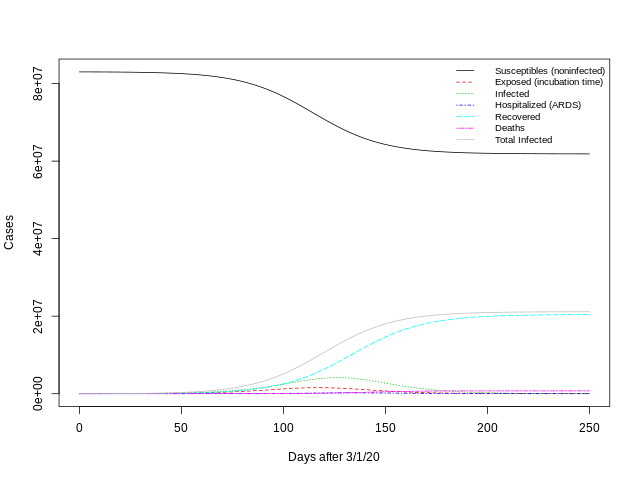 Susceptibles (noninfected)
Exposed (incubation time)
Infected
Hospitalized (ARDS)
Recovered
Deaths
Total Infected
Cases
8e+07
6e+07
4e+07
2e+07
0e+00
0 50 100 150 200 250
Days after 3/1/20